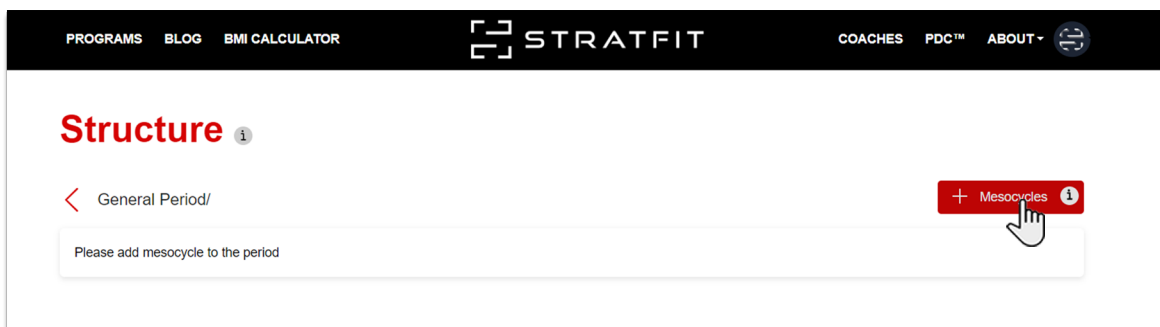 PROGRAMS BLOG BMI CALCULATOR STRATFIT COACHES PDC™ ABOUT
Structure i
General Period/
+ Mesocycles i
Please add mesocycle to the period